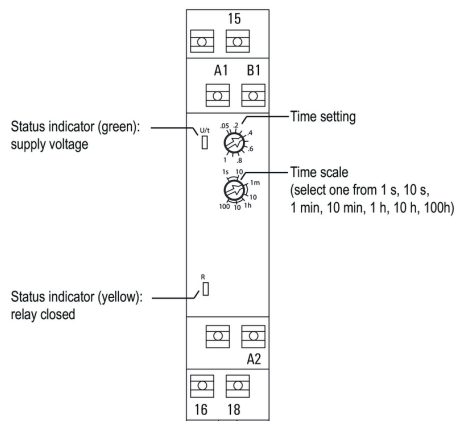 15
A1 B1
Status indicator (green):
supply voltage
U/t
.05 .2 .4 .6 .8 1
Time setting
1s 10 1m 10 1h 10 100
Time scale
(select one from 1 s, 10 s,
1 min, 10 min, 1 h, 10 h, 100h)
R
Status indicator (yellow):
relay closed
A2
16 18